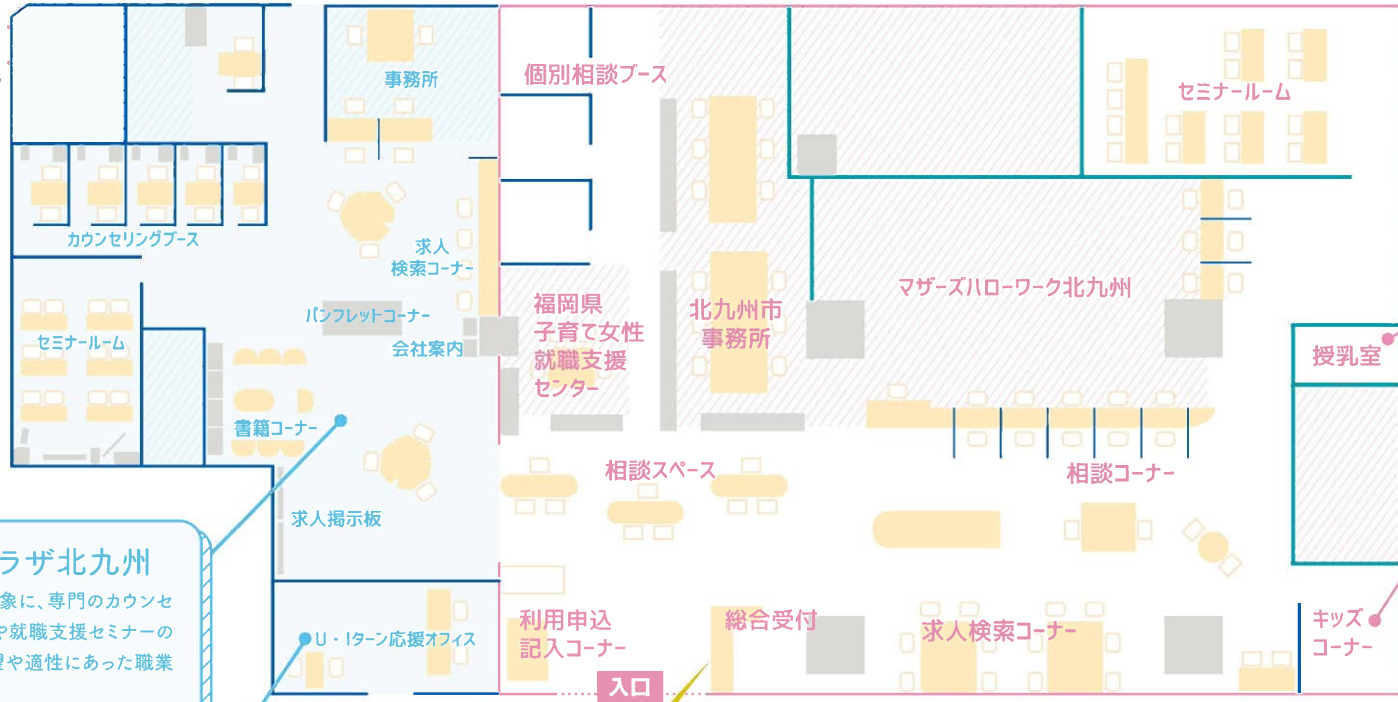 事務所
カウンセリングブース
求人
検索コーナー
パンフレットコーナー
会社案内
セミナールーム
書籍コーナー
求人掲示板
U・Iターン応援オフィス
ラザ北九州
象に、専門のカウンセ
や就職支援セミナーの
望や適性にあった職業
個別相談ブース
福岡県
子育て女性
就職支援
センター
北九州市
事務所
セミナールーム
マザーズハローワーク北九州
授乳室
相談スペース
相談コーナー
利用申込
記入コーナー
総合受付
求人検索コーナー
キッズ
コーナー
入口